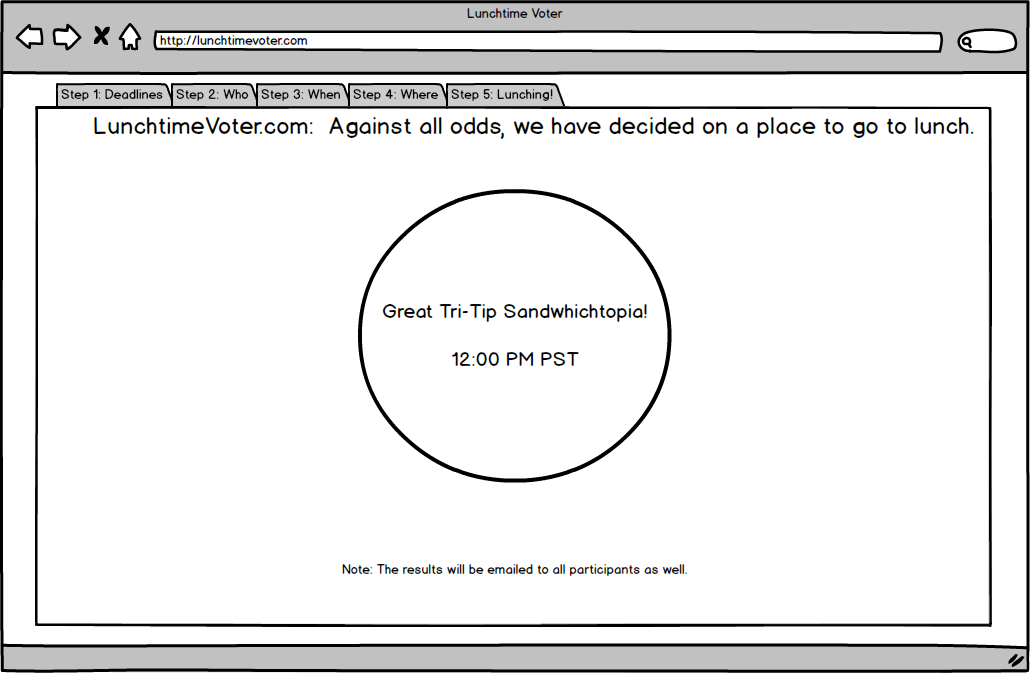 Lunchtime Voter
http://lunchtimevoter.com
Step 1: Deadlines Step 2: Who Step 3: When Step 4: Where Step 5: Lunching!
LunchtimeVoter.com:  Against all odds, we have decided on a place to go to lunch.
Great Tri-Tip Sandwhichtopia!
12:00 PM PST
Note: The results will be emailed to all participants as well.